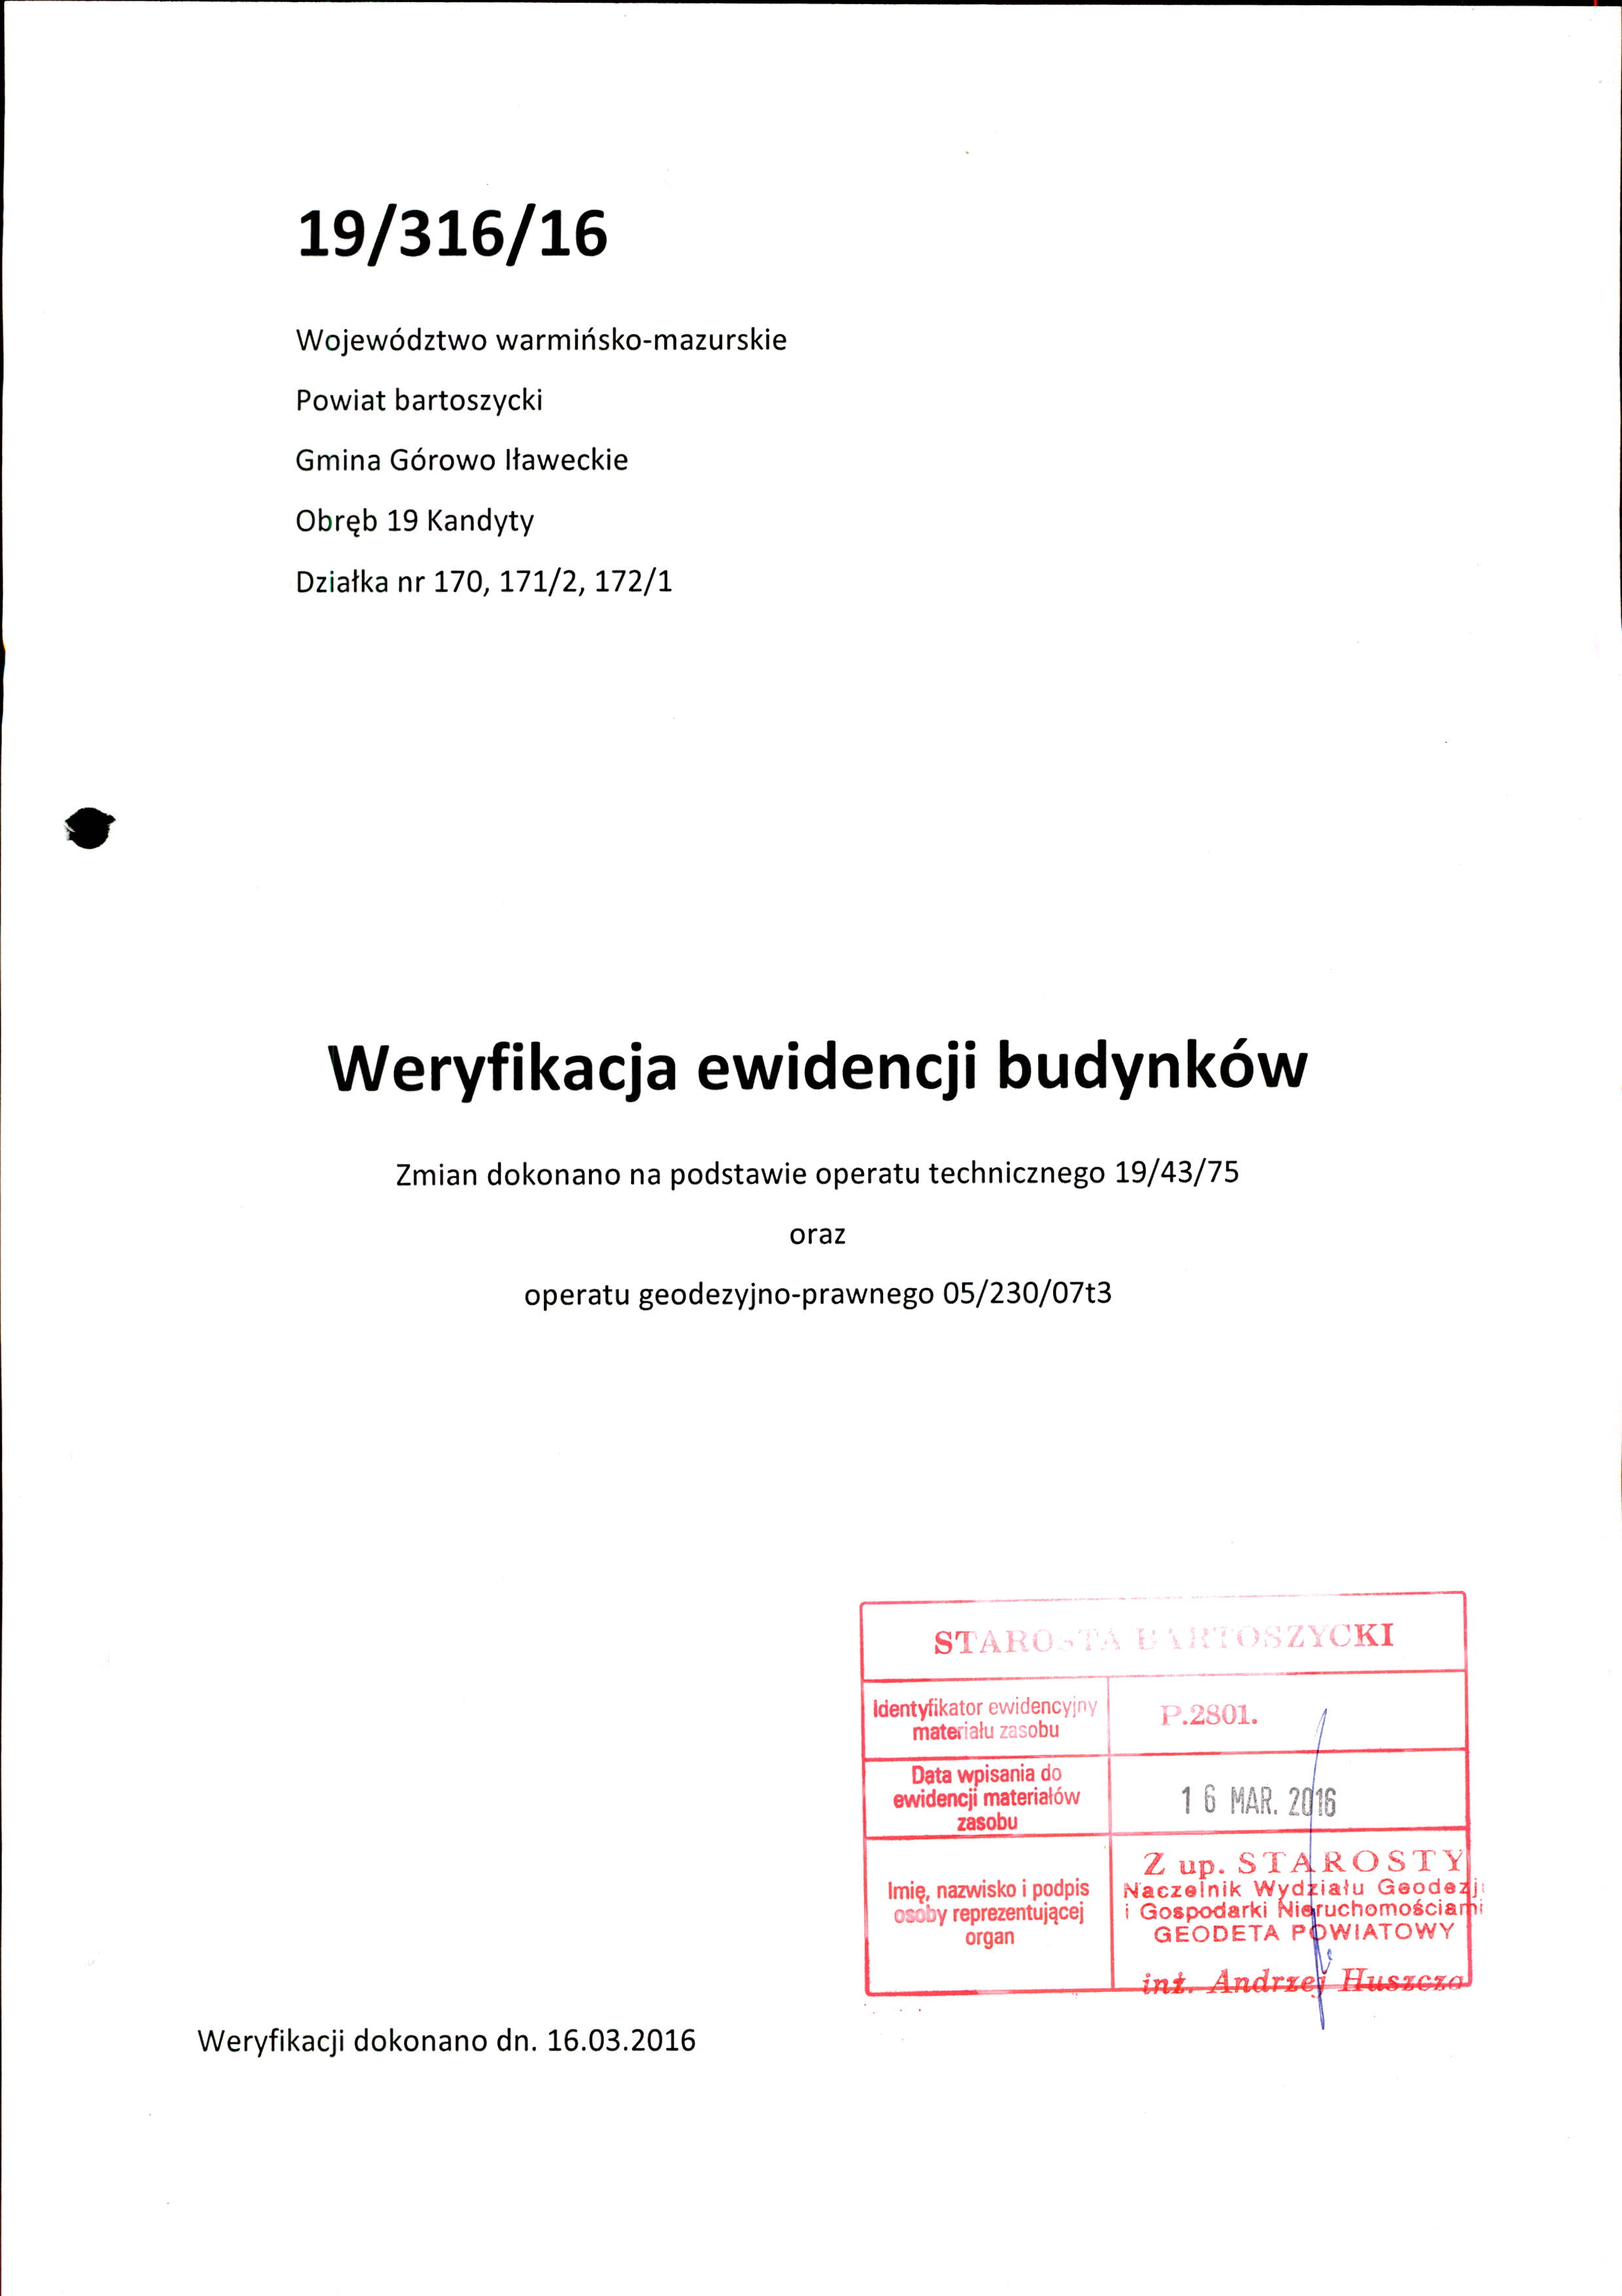 19/316/16
Województwo warmińsko-mazurskie
Powiat bartoszycki
Gmina Górowo Iławeckie
Obręb 19 Kandyty
Działka nr 170, 171/2, 172/1
Weryfikacja ewidencji budynków
Zmian dokonano na podstawie operatu technicznego 19/43/75
oraz
operatu geodezyjno-prawnego 05/230/07t3
STAROSTA BARTOSZYCKI
Identyfikator ewidencyjny
materiału zasobu
P.2801.
Data wpisania do
ewidencji materiałów
zasobu
16 MAR. 2016
Imię, nazwisko i podpis
osoby reprezentującej
organ
Z up. STAROSTY
Naczelnik Wydziału Geodezji
i Gospodarki Nieruchomościami
GEODETA POWIATOWY
inż. Andrzej Huszcza
Weryfikacji dokonano dn. 16.03.2016